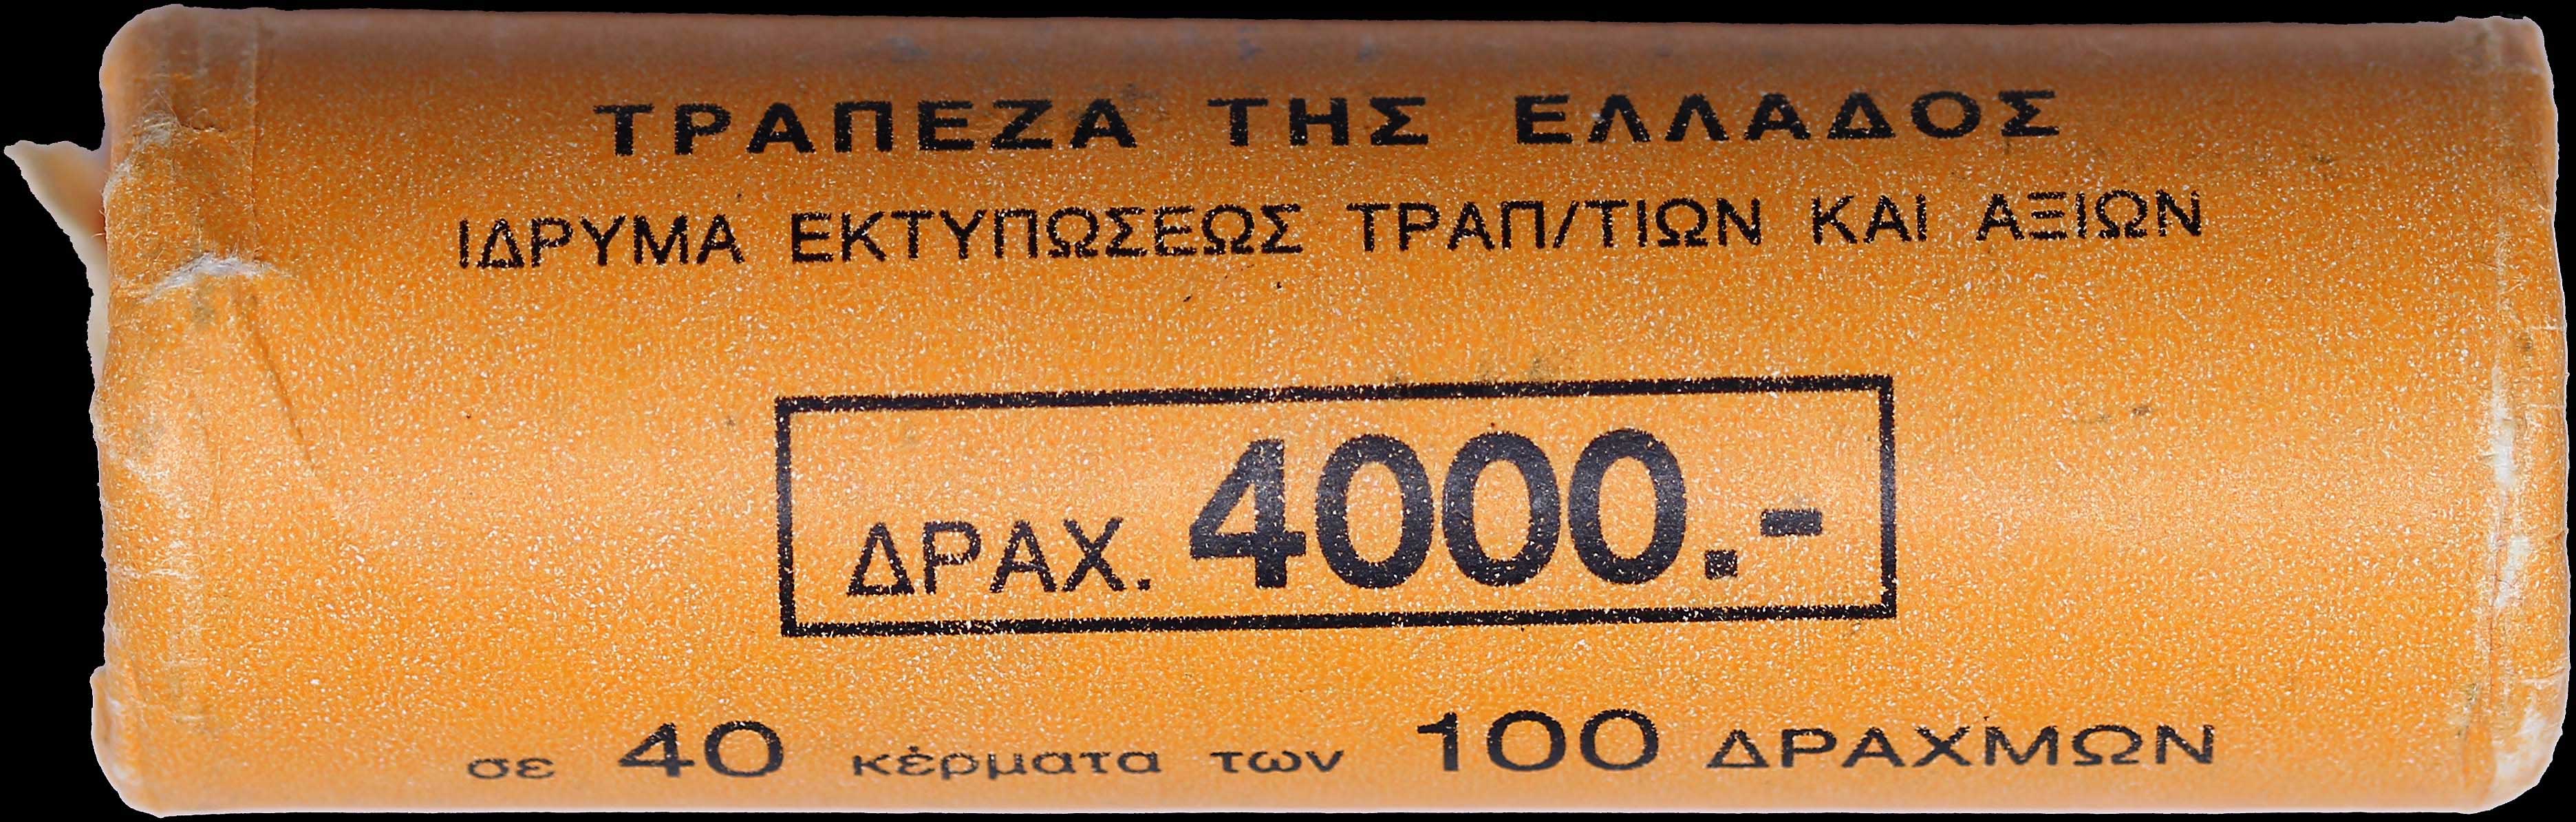 ΤΡΑΠΕΖΑ ΤΗΣ ΕΛΛΑΔΟΣ
ΙΔΡΥΜΑ ΕΚΤΥΠΩΣΕΩΣ ΤΡΑΠ/ΤΙΩΝ ΚΑΙ ΑΞΙΩΝ
ΔΡΑΧ. 4000.-
σε 40 κέρματα των 100 ΔΡΑΧΜΩΝ